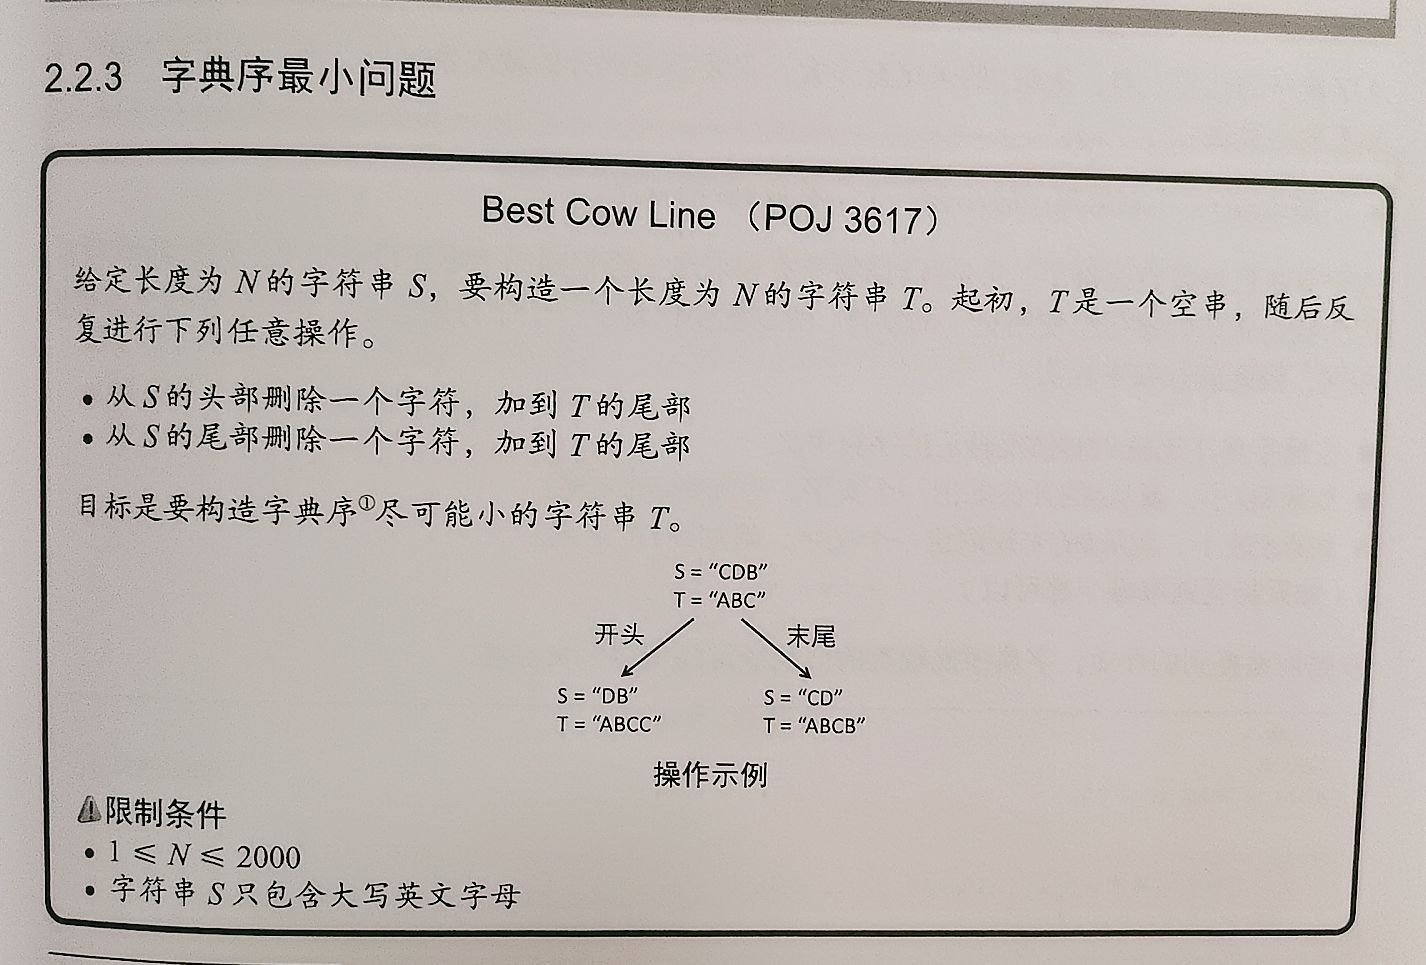 2.2.3 字典序最小问题
Best Cow Line （POJ 3617）
给定长度为 N 的字符串 S，要构造一个长度为 N 的字符串 T。起初，T 是一个空串，随后反
复进行下列任意操作。
• 从 S 的头部删除一个字符，加到 T 的尾部
• 从 S 的尾部删除一个字符，加到 T 的尾部
目标是要构造字典序①尽可能小的字符串 T。
S = “CDB”
T = “ABC”
开头 末尾
S = “DB” S = “CD”
T = “ABCC” T = “ABCB”
操作示例
限制条件
• 1 ≤ N ≤ 2000
• 字符串 S 只包含大写英文字母